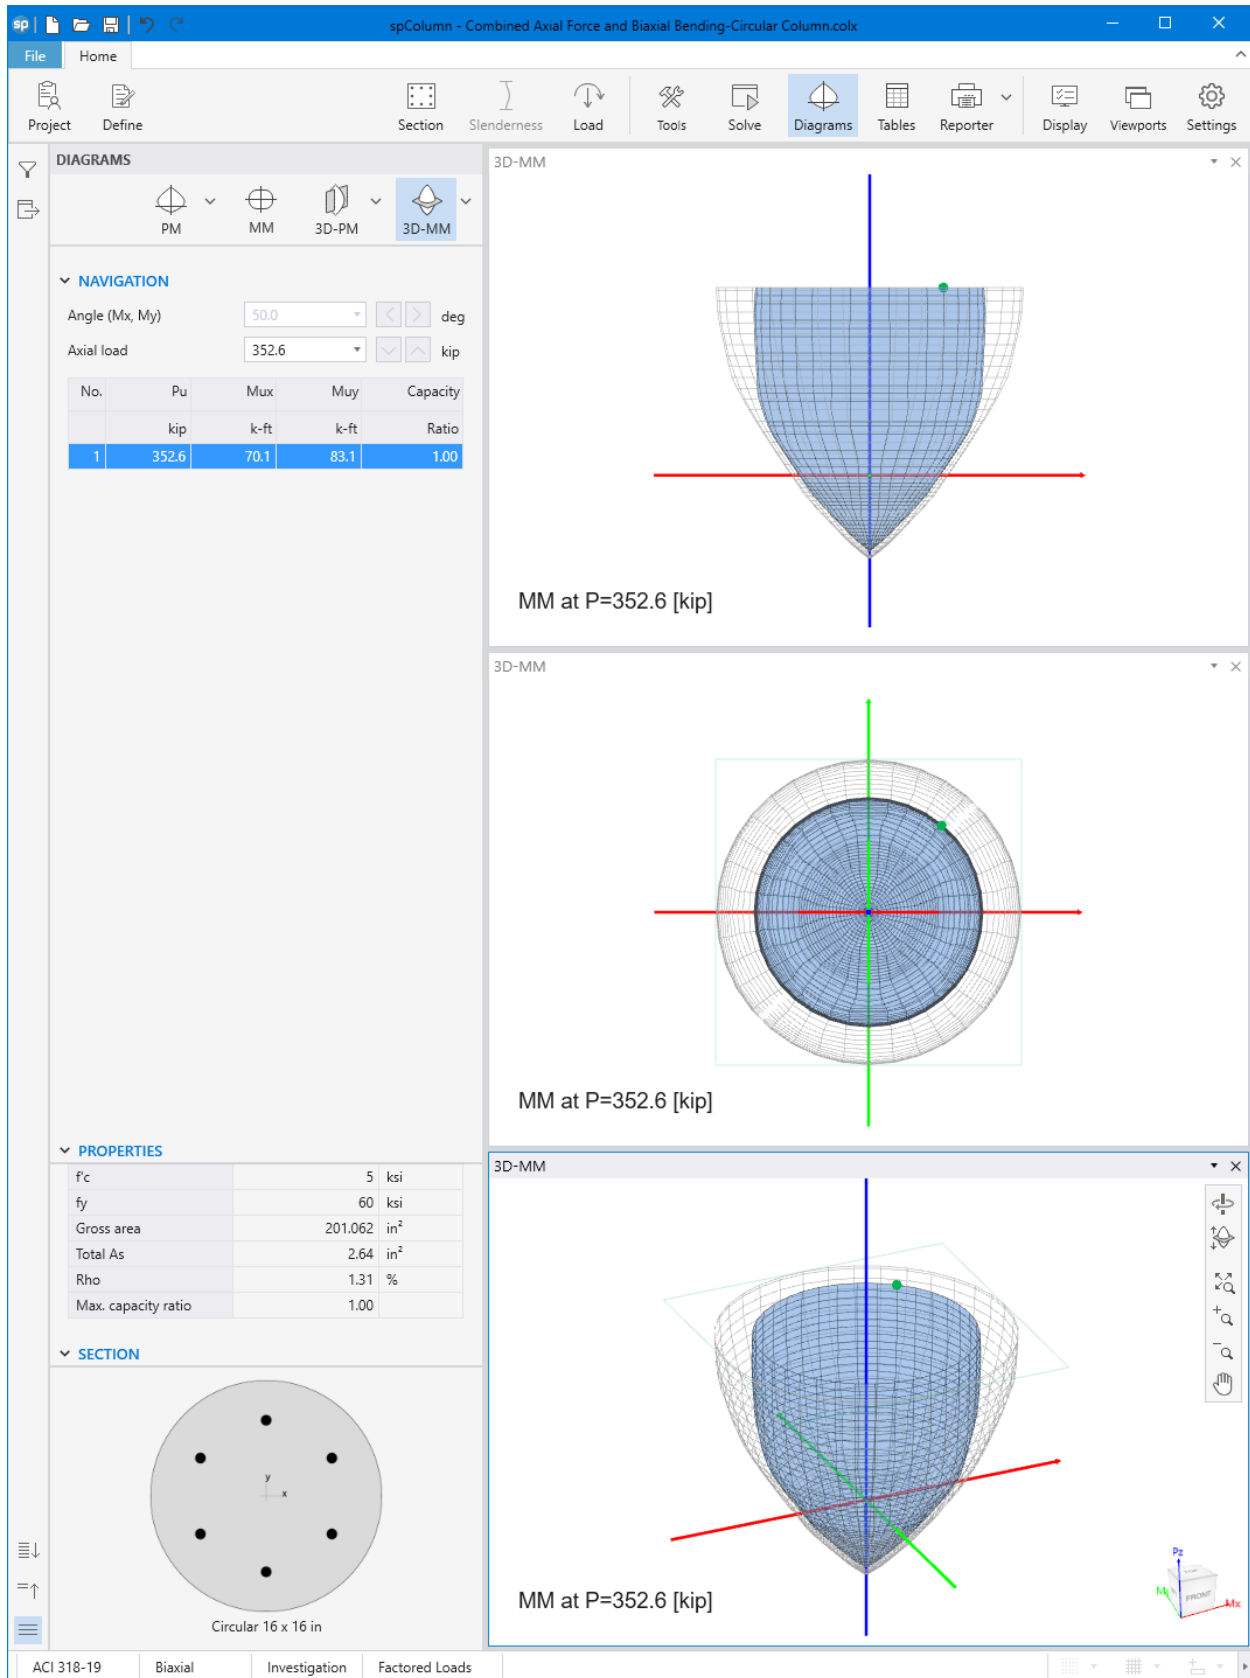 sp
spColumn - Combined Axial Force and Biaxial Bending-Circular Column.colx
File Home
Project Define Section Slenderness Load Tools Solve Diagrams Tables Reporter Display Viewports Settings
DIAGRAMS
PM MM 3D-PM 3D-MM
NAVIGATION
Angle (Mx, My) 50.0 deg
Axial load 352.6 kip
No. Pu Mux Muy Capacity
kip k-ft k-ft Ratio
1 352.6 70.1 83.1 1.00
PROPERTIES
f'c 5 ksi
fy 60 ksi
Gross area 201.062 in²
Total As 2.64 in²
Rho 1.31 %
Max. capacity ratio 1.00
SECTION
y
x
Circular 16 x 16 in
3D-MM
MM at P=352.6 [kip]
3D-MM
MM at P=352.6 [kip]
3D-MM
MM at P=352.6 [kip]
Pz
FRONT
Mx
ACI 318-19 Biaxial Investigation Factored Loads